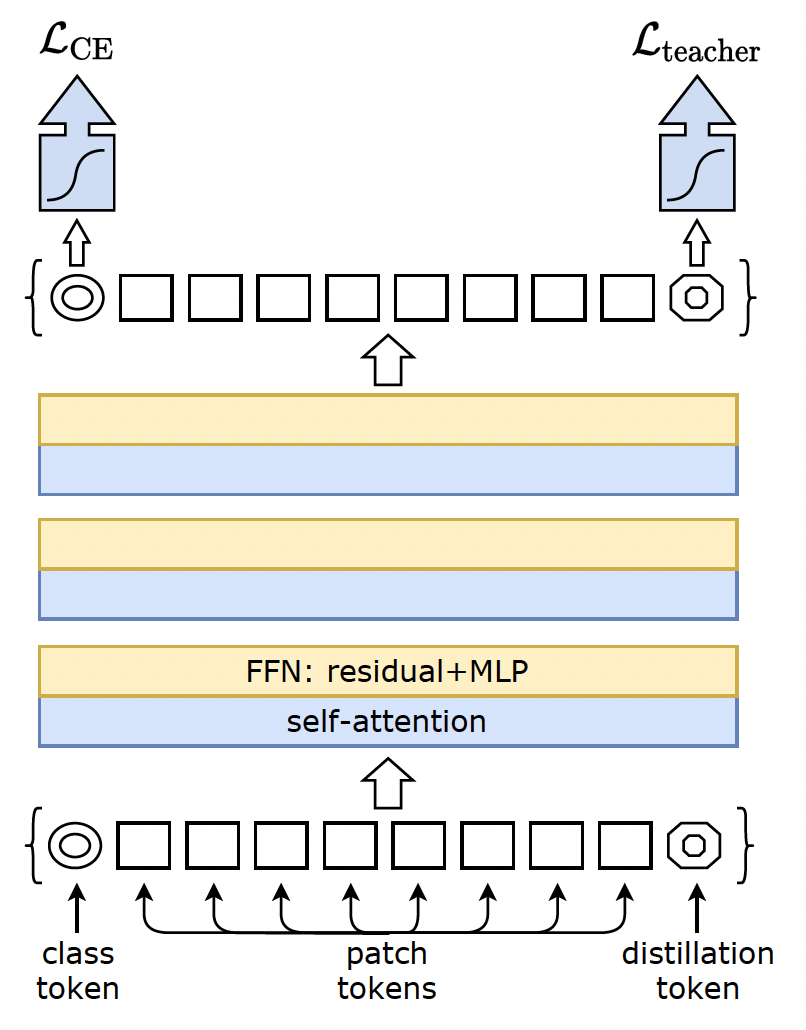 ℒCE
ℒteacher
FFN: residual+MLP
self-attention
class
token
patch
tokens
distillation
token